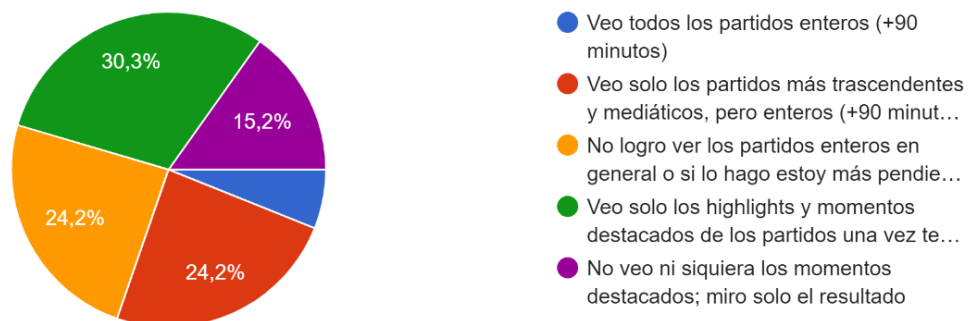 30,3%
15,2%
24,2%
24,2%
Veo todos los partidos enteros (+90
minutos)
Veo solo los partidos más trascendentes
y mediáticos, pero enteros (+90 minut…
No logro ver los partidos enteros en
general o si lo hago estoy más pendie…
Veo solo los highlights y momentos
destacados de los partidos una vez te…
No veo ni siquiera los momentos
destacados; miro solo el resultado